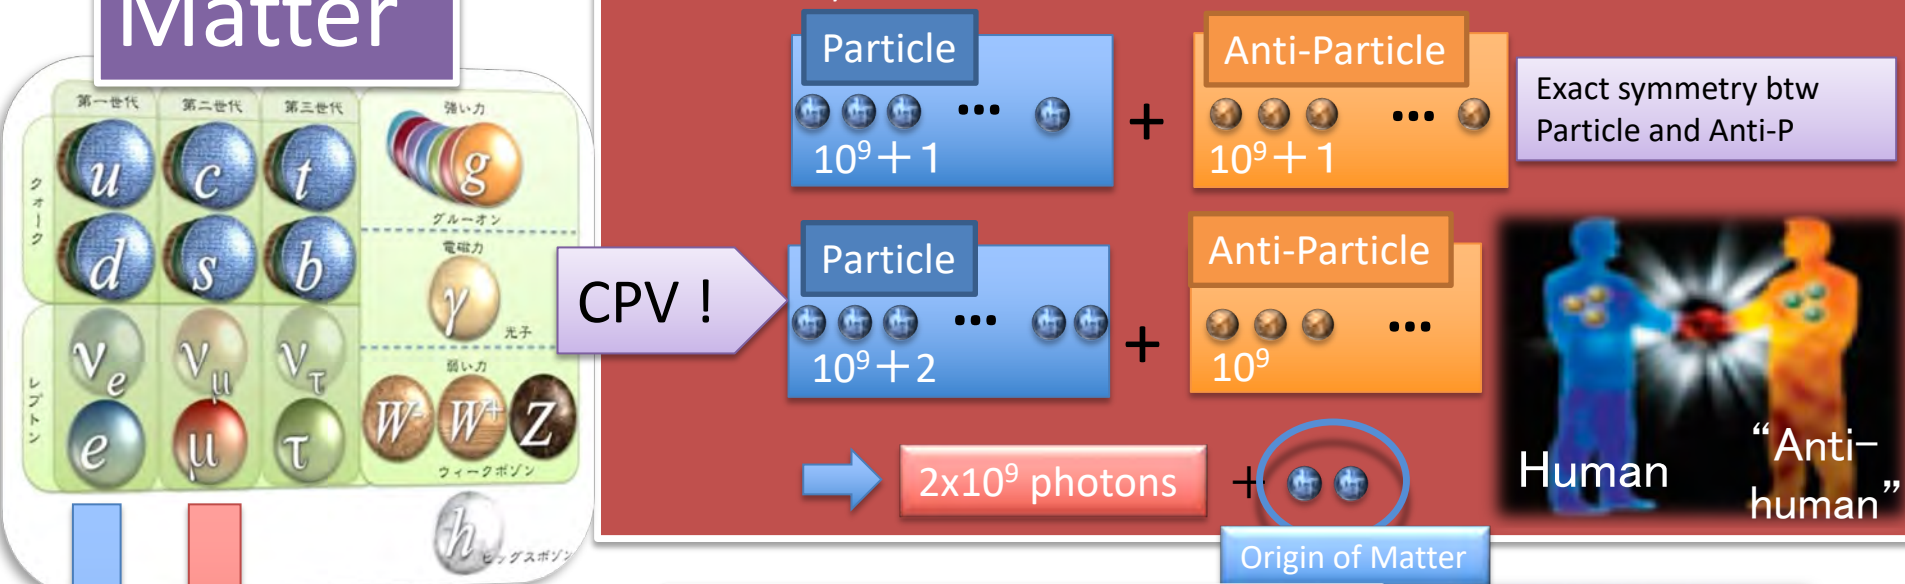 Matter
第一世代
第二世代
第三世代
クォーク
u
c
t
d
s
b
レプトン
νe
νμ
ντ
e
μ
τ
強い力
g
グルーオン
電磁力
γ
光子
弱い力
W-
W+
Z
ウィークボソン
h
ヒッグスボソン
CPV !
Particle
10⁹+1
+
Anti-Particle
10⁹+1
Exact symmetry btw
Particle and Anti-P
Particle
10⁹+2
+
Anti-Particle
10⁹
2x10⁹ photons
+
Origin of Matter
Human
“Anti-
human”